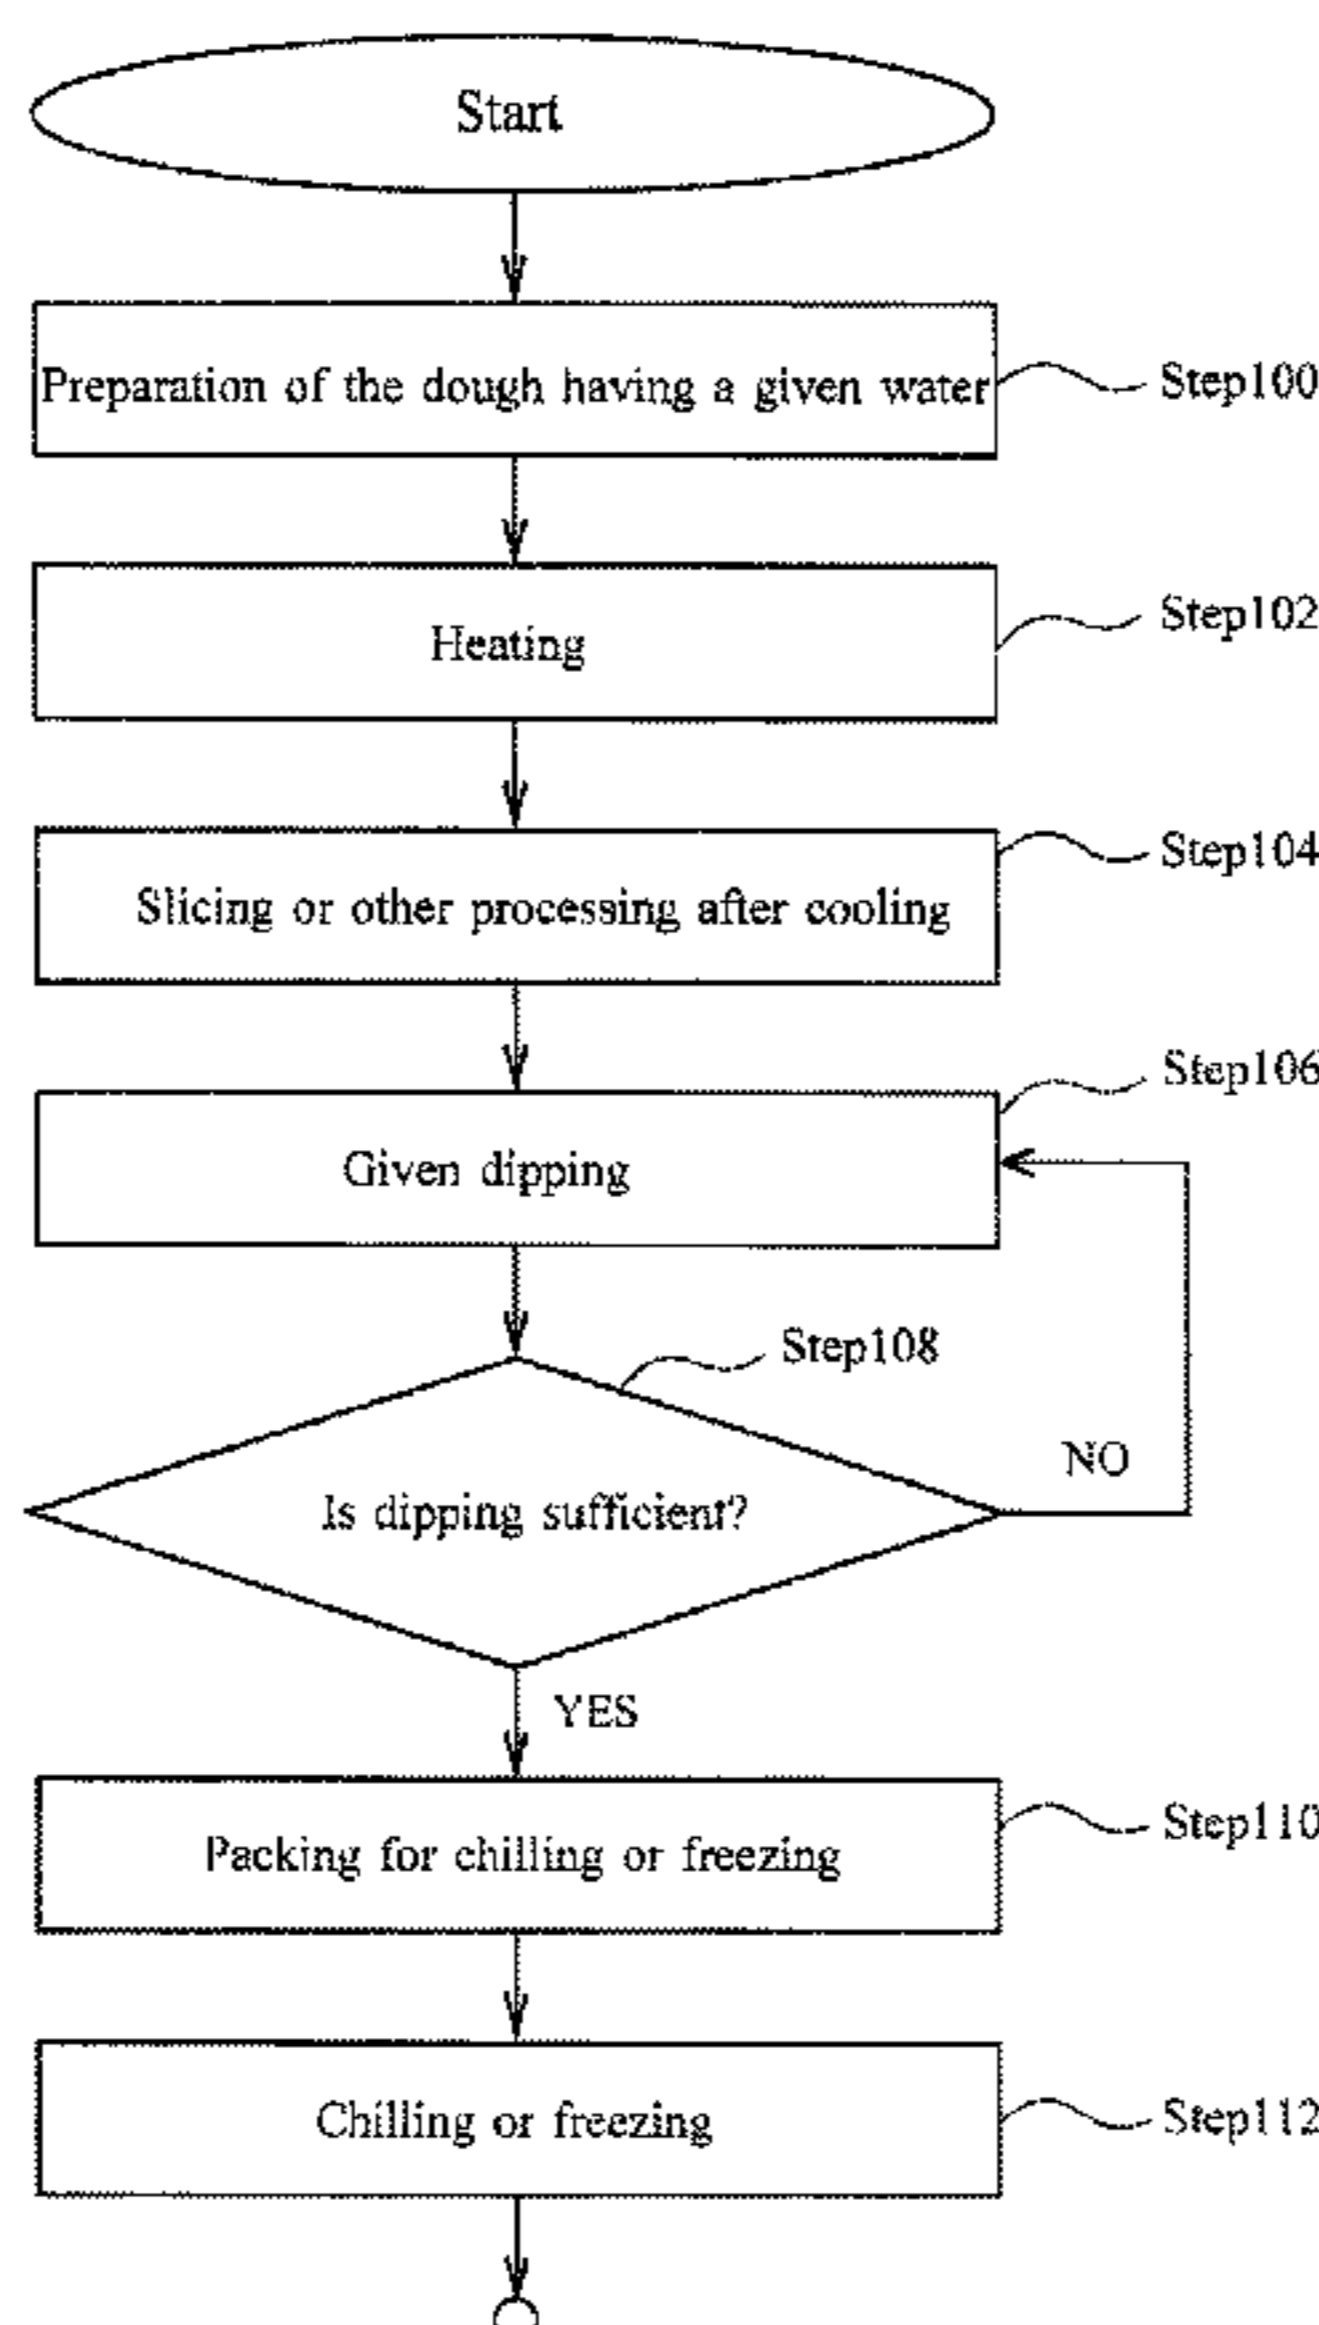 Start
Preparation of the dough having a given water
Step100
Heating
Step102
Slicing or other processing after cooling
Step104
Step106
Given dipping
Step108
NO
Is dipping sufficient?
YES
Packing for chilling or freezing
Step110
Chilling or freezing
Step112